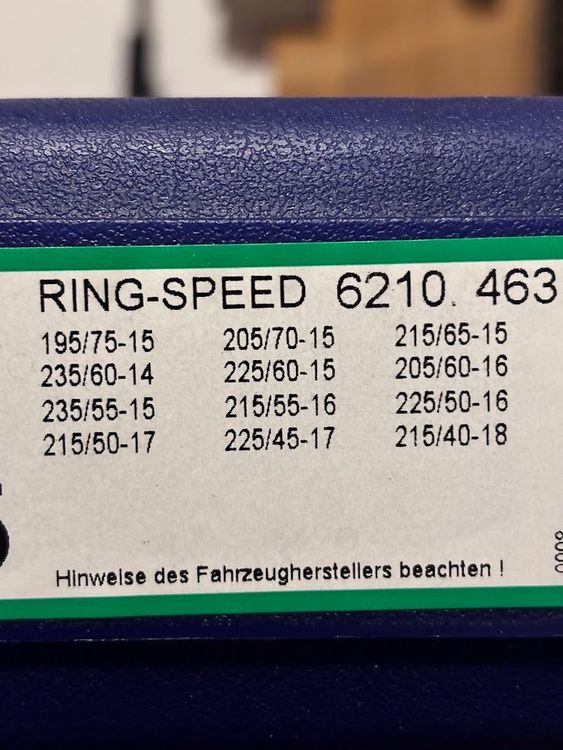 RING-SPEED 6210. 463
195/75-15 205/70-15 215/65-15
235/60-14 225/60-15 205/60-16
235/55-15 215/55-16 225/50-16
215/50-17 225/45-17 215/40-18
Hinweise des Fahrzeugherstellers beachten !